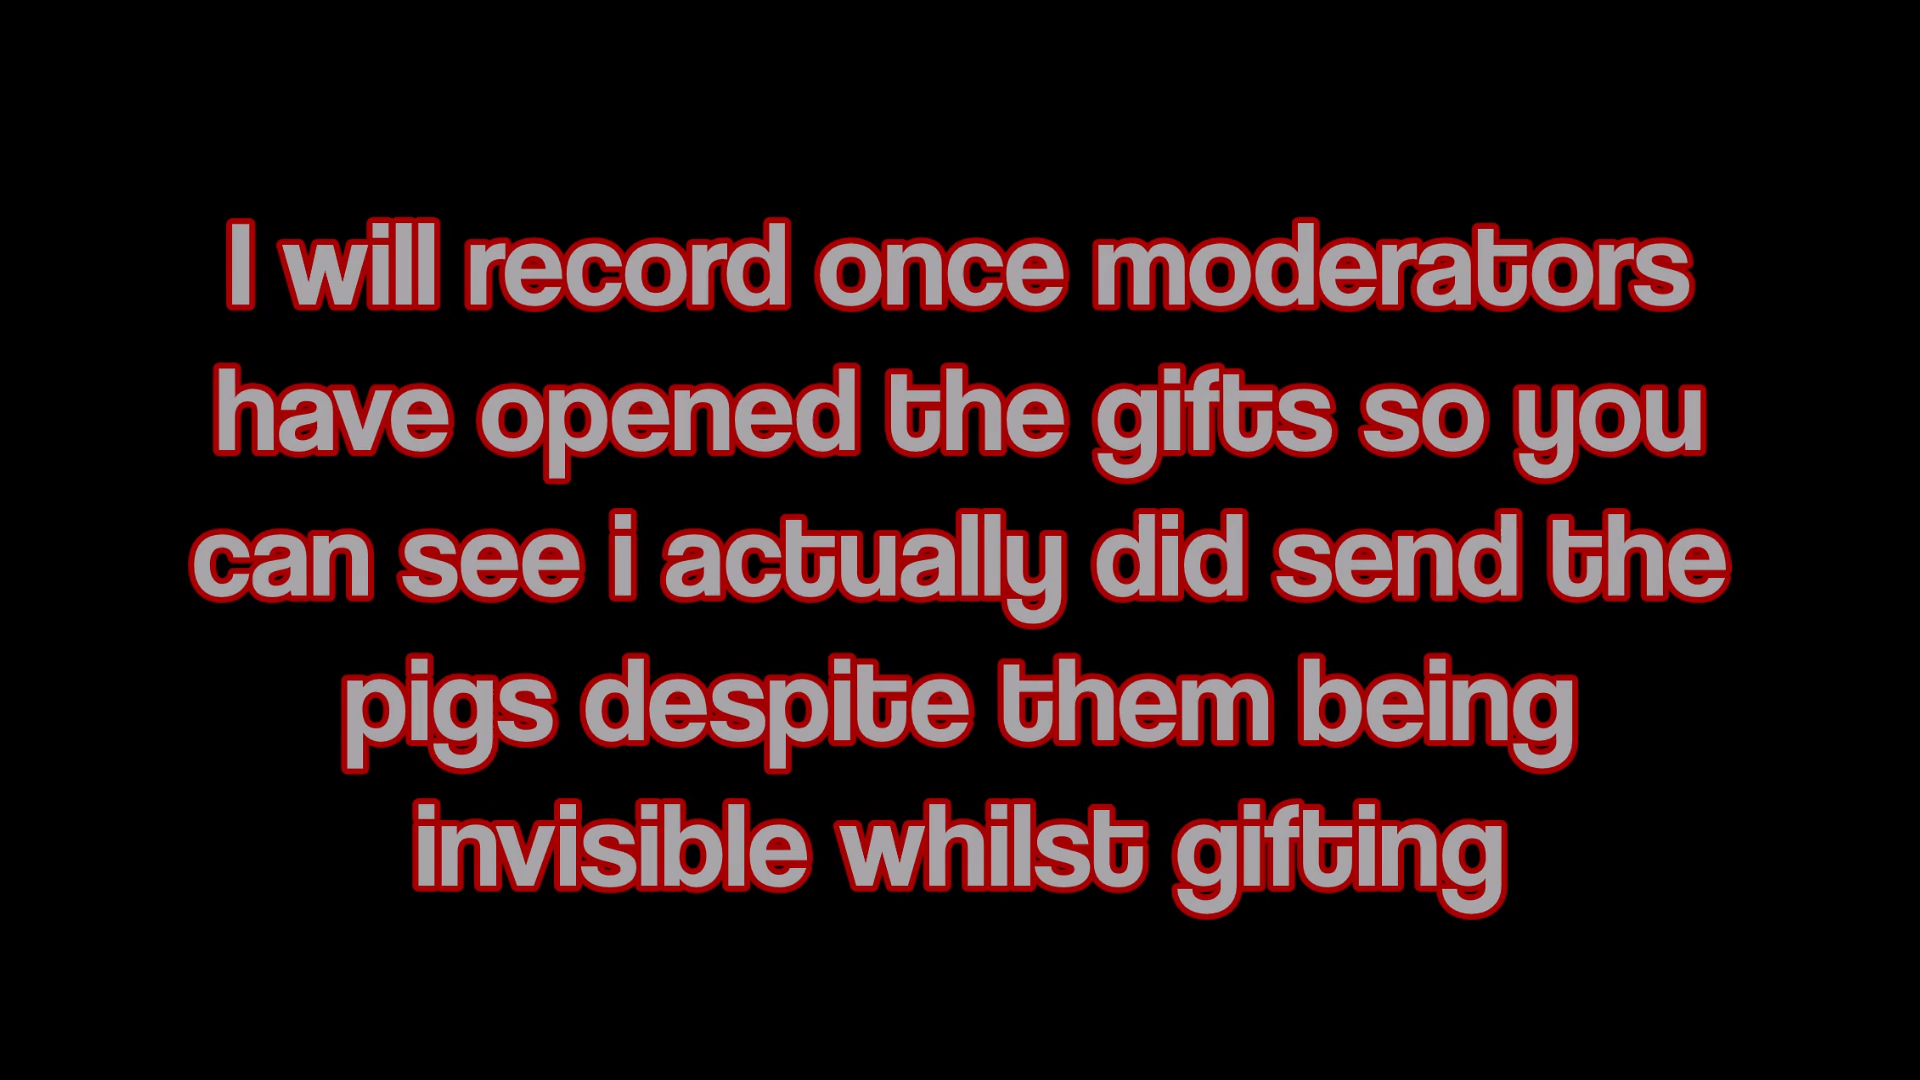 I will record once moderators
have opened the gifts so you
can see i actually did send the
pigs despite them being
invisible whilst gifting